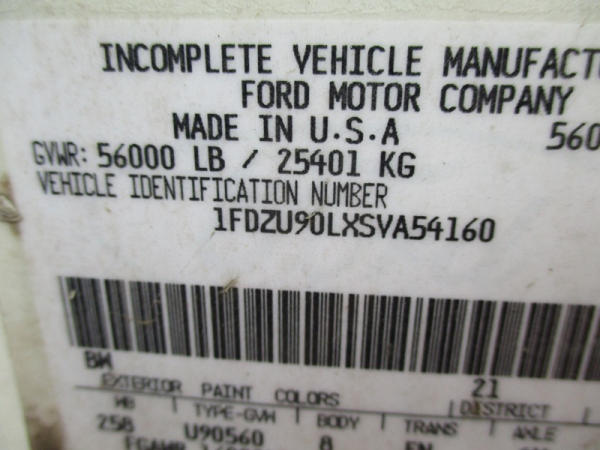 INCOMPLETE VEHICLE MANUFACT
FORD MOTOR COMPANY
MADE IN U.S.A 560
GVWR: 56000 LB / 25401 KG
VEHICLE IDENTIFICATION NUMBER
1FDZU90LXSVA54160
BW
EXTERIOR PAINT COLORS 21
WB TYPE-GVW BODY DISTRICT
258 U90560 8 TRANS AXLE